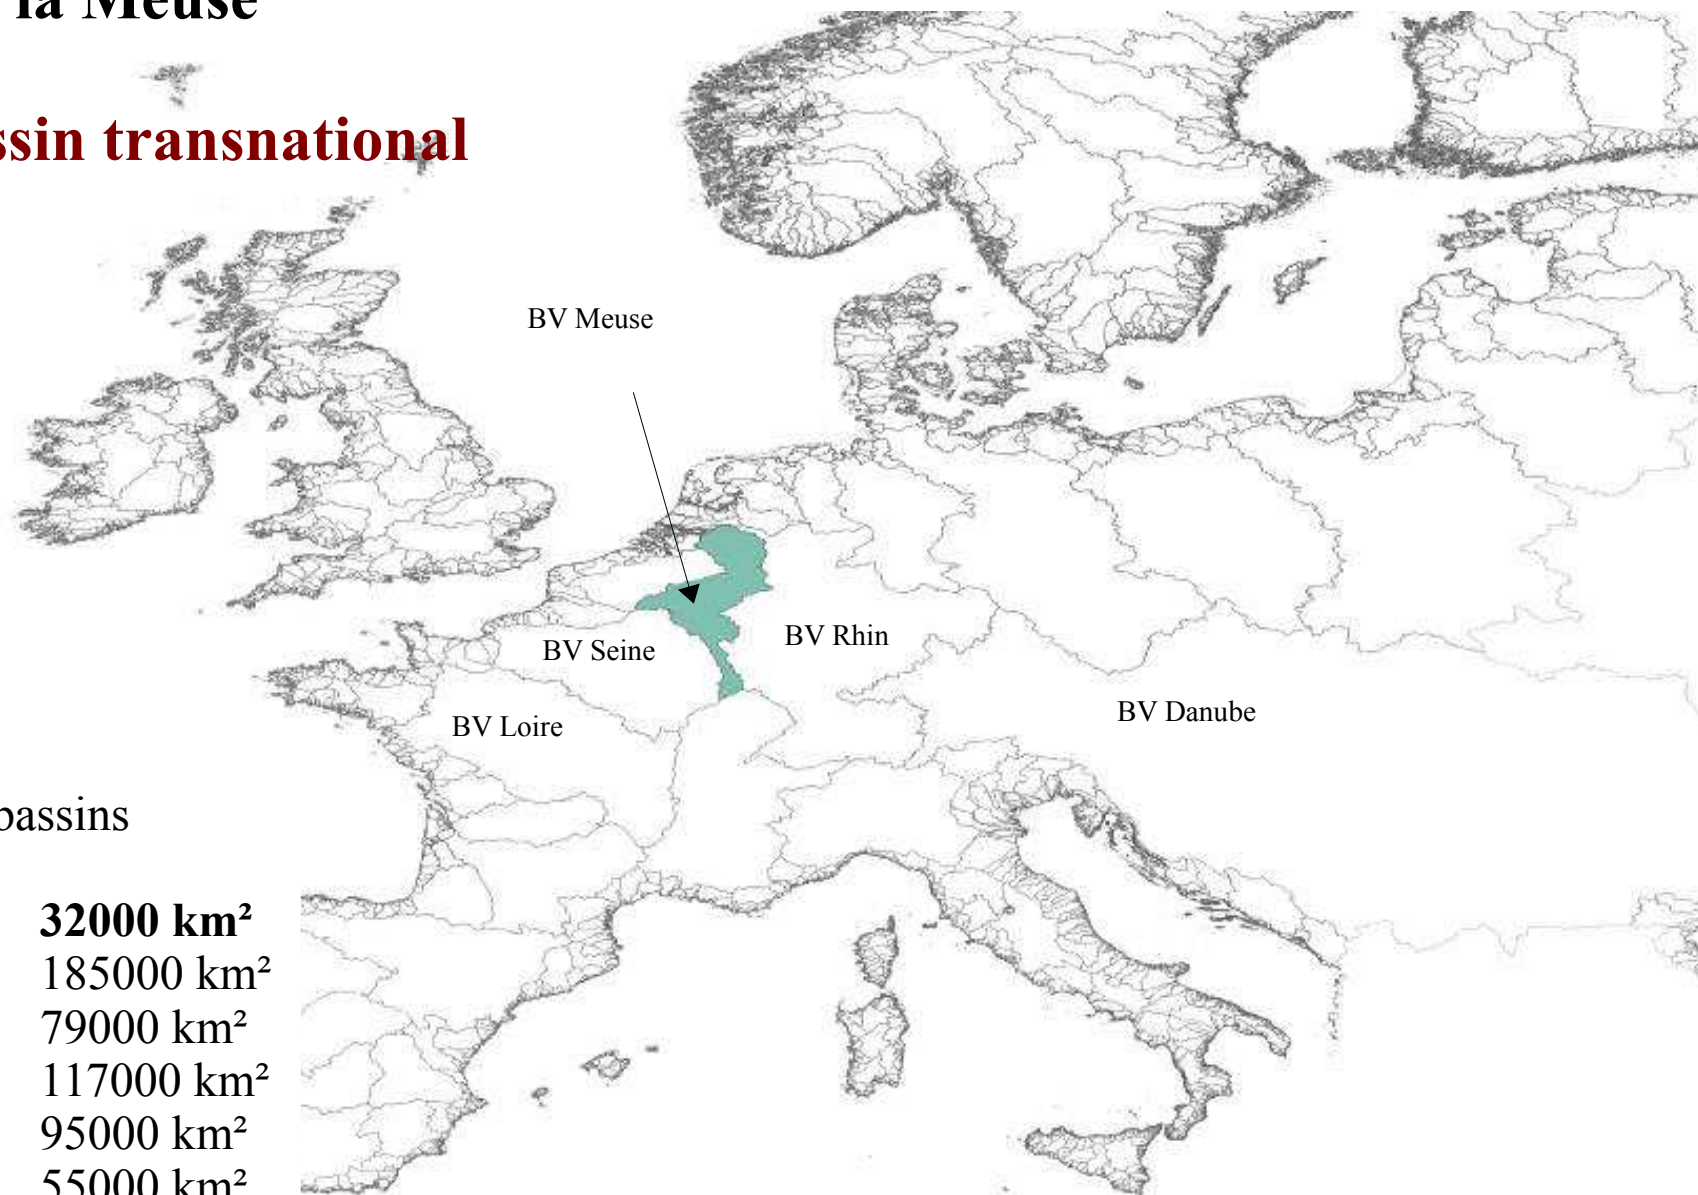 la Meuse
ssin transnational
BV Meuse
BV Seine
BV Rhin
BV Loire
BV Danube
bassins
32000 km²
185000 km²
79000 km²
117000 km²
95000 km²
55000 km²